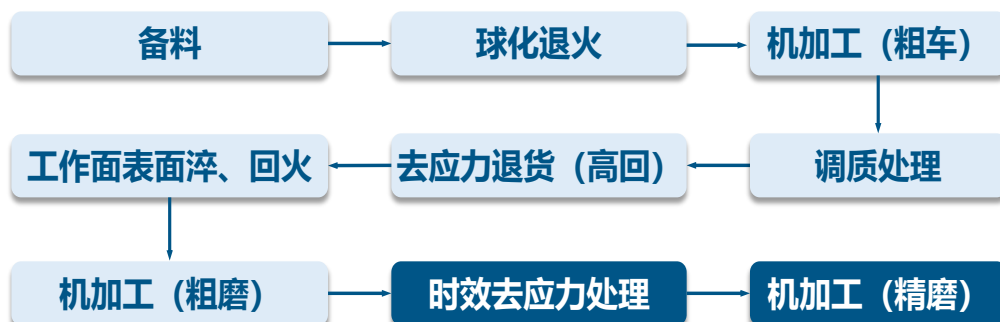 备料
球化退火
机加工（粗车）
工作面表面淬、回火
去应力退货（高回）
调质处理
机加工（粗磨）
时效去应力处理
机加工（精磨）